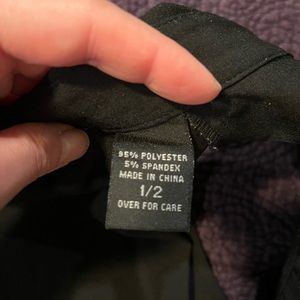 95% POLYESTER
5% SPANDEX
MADE IN CHINA
1/2
OVER FOR CARE